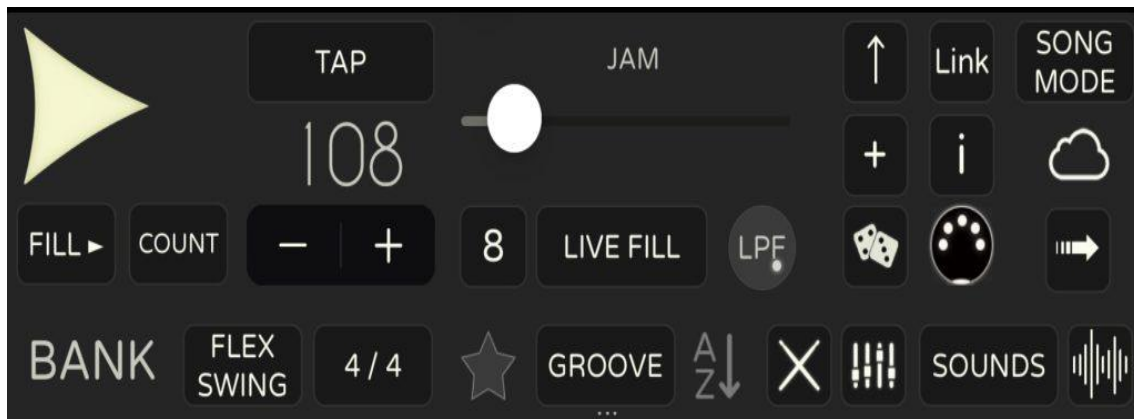 TAP
JAM
↑
Link
SONG
MODE
108
+
i
FILL ►
COUNT
−
+
8
LIVE FILL
LPF
BANK
FLEX
SWING
4 / 4
GROOVE
A
Z
SOUNDS